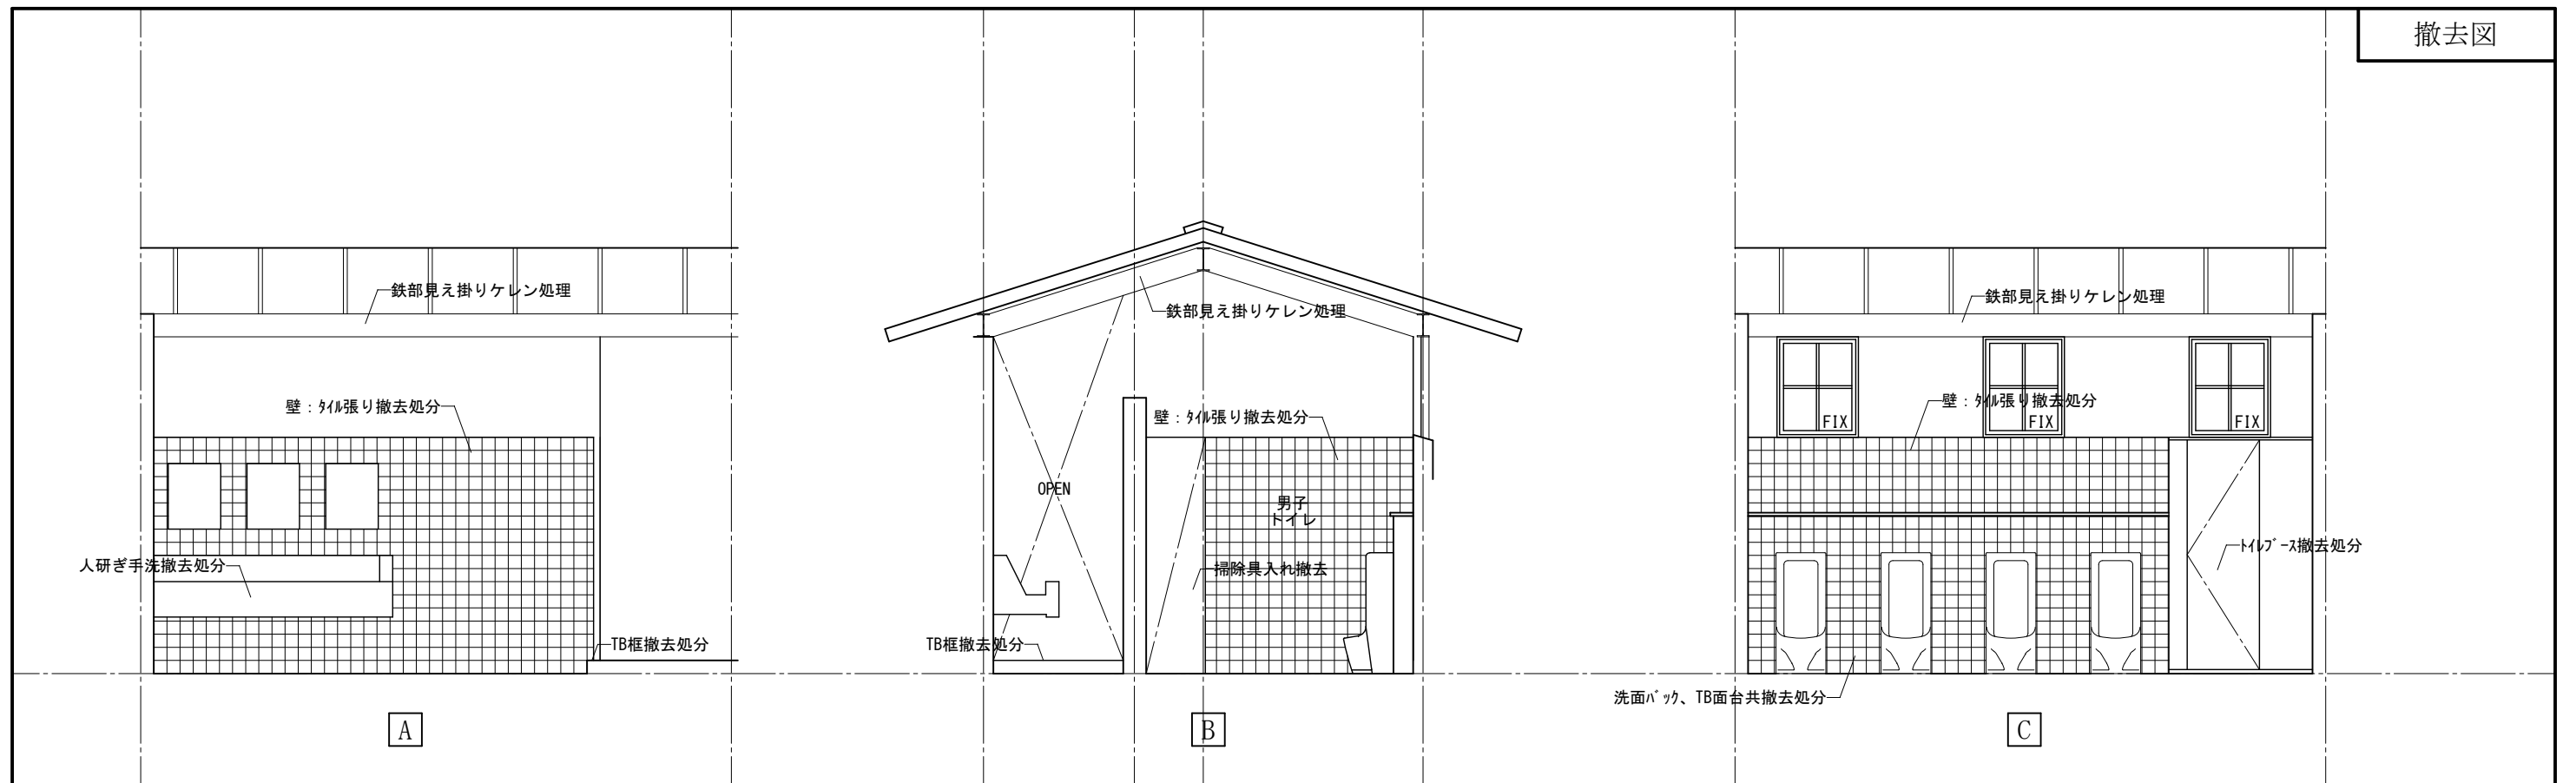 撤去図
鉄部見え掛りケレン処理
壁：ﾀｲﾙ張り撤去処分
人研ぎ手洗撤去処分
TB框撤去処分
A
鉄部見え掛りケレン処理
壁：ﾀｲﾙ張り撤去処分
OPEN
男子
トイレ
掃除具入れ撤去
TB框撤去処分
B
鉄部見え掛りケレン処理
壁：ﾀｲﾙ張り撤去処分
FIX
FIX
FIX
ﾄｲﾚﾌﾞｰｽ撤去処分
洗面ﾊﾞｯｸ、TB面台共撤去処分
C